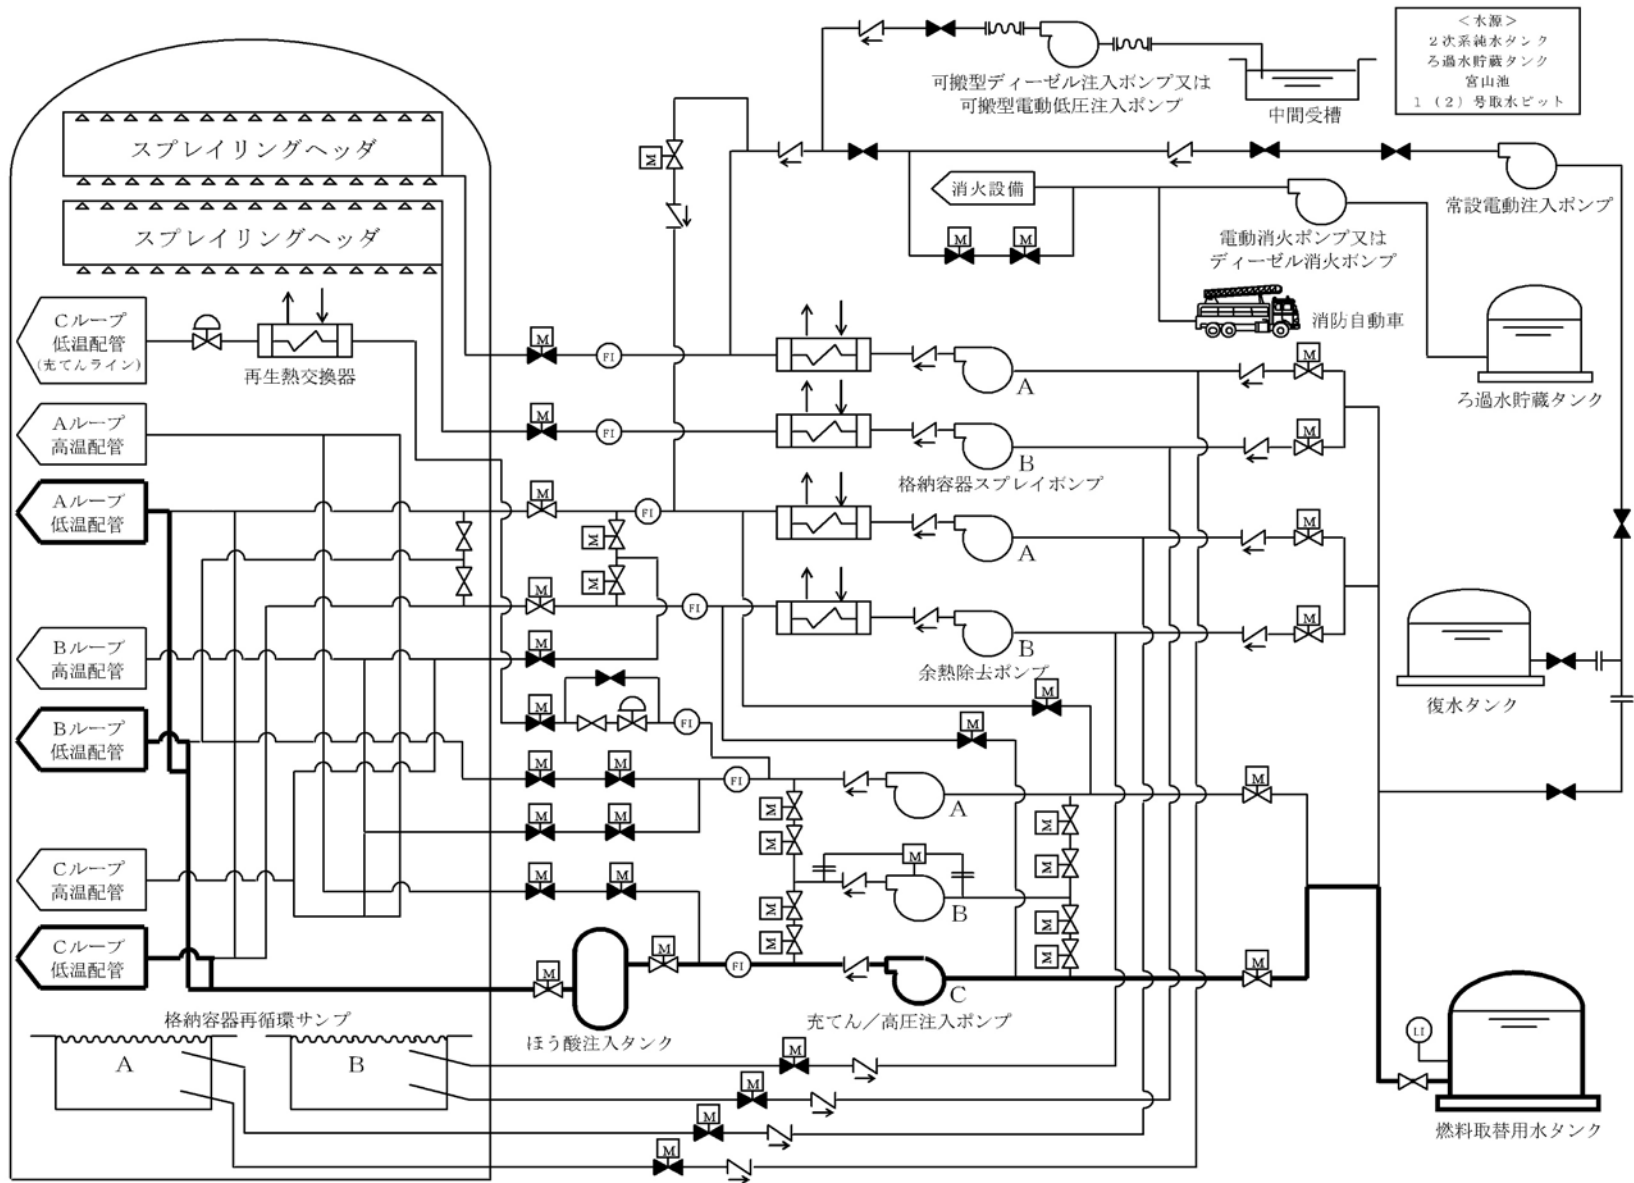 <水源>
2次系純水タンク
ろ過水貯蔵タンク
宮山池
1(2)号取水ピット
可搬型ディーゼル注入ポンプ又は
可搬型電動低圧注入ポンプ
中間受槽
スプレイリングヘッダ
スプレイリングヘッダ
M
消火設備
常設電動注入ポンプ
M
M
電動消火ポンプ又は
ディーゼル消火ポンプ
消防自動車
ろ過水貯蔵タンク
Cループ
低温配管
(充てんライン)
再生熱交換器
M
FI
A
M
Aループ
高温配管
M
FI
B
M
格納容器スプレイポンプ
Aループ
低温配管
M
FI
M
A
M
M
M
FI
B
M
余熱除去ポンプ
Bループ
高温配管
M
M
復水タンク
Bループ
低温配管
M
FI
M
M
M
FI
A
M
M
M
M
M
M
M
M
M
B
M
M
M
M
Cループ
高温配管
M
M
Cループ
低温配管
M
M
FI
C
M
ほう酸注入タンク
充てん/高圧注入ポンプ
LI
燃料取替用水タンク
格納容器再循環サンプ
A
B
M
M
M
M